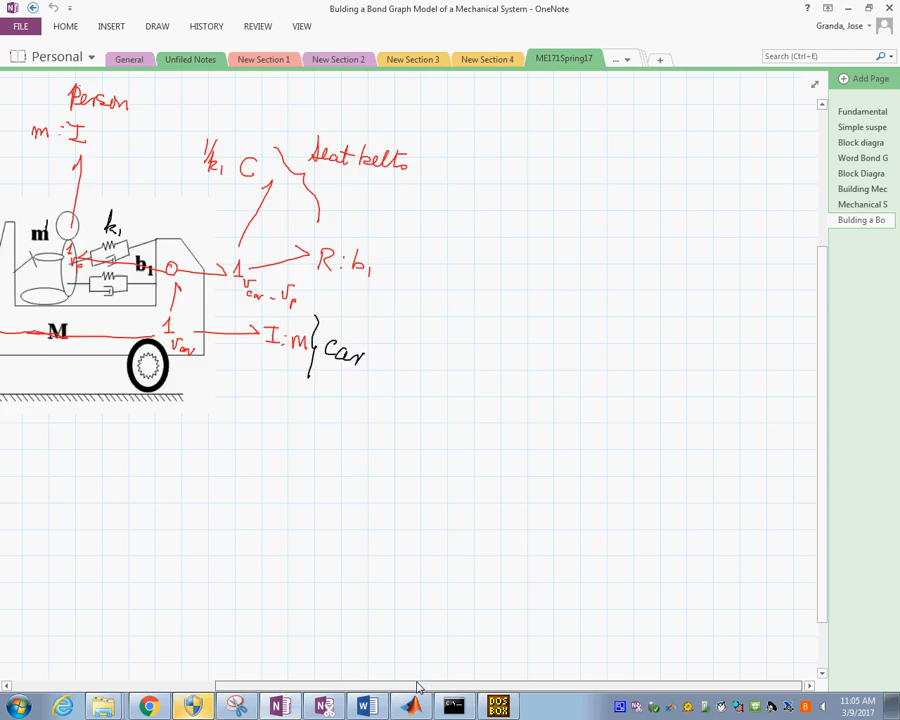 Bulding a Bond Graph Model of a Mechanical System - OneNote
FILE HOME INSERT DRAW HISTORY REVIEW VIEW
Granda, Jose
Personal
General
Unfiled Notes
New Section 1
New Section 2
New Section 3
New Section 4
ME171Spring17
...
Search (Ctrl+E)
Add Page
Fundamental
Simple suspe
Block diagra
Word Bond G
Block Diagra
Building Mec
Mechanical S
Bulding a Bo
Person
m : I
1/k1 C
Seat belts
m
k1
1
b1
0
1
R : b1
Vcar - Vp
M
1
I : m
car
Vcar
DOS BOX
11:05 AM
3/9/2017